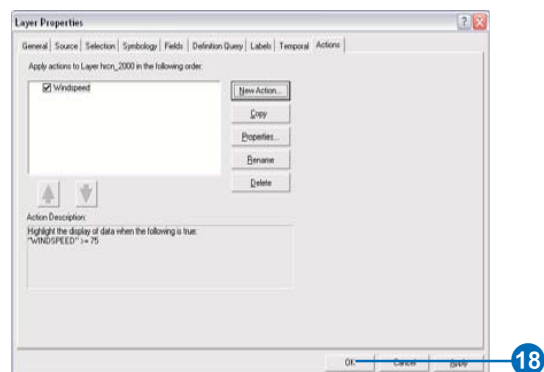 Layer Properties
General Source Selection Symbology Fields Definition Query Labels Temporal Actions
Apply actions to Layer hcon_2000 in the following order:
Windspeed
New Action...
Copy
Properties...
Rename
Delete
Action Description:
Highlight the display of data when the following is true:
"WINDSPEED" >= 75
OK Cancel Apply
18